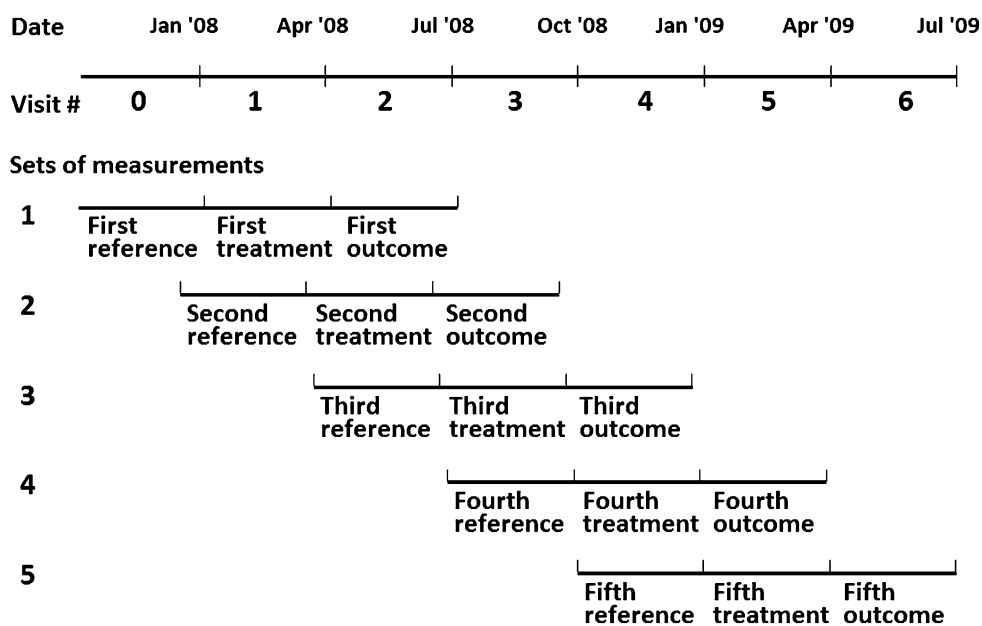 Date Jan '08 Apr '08 Jul '08 Oct '08 Jan '09 Apr '09 Jul '09
Visit # 0 1 2 3 4 5 6
Sets of measurements
1
First First First
reference treatment outcome
2
Second Second Second
reference treatment outcome
3
Third Third Third
reference treatment outcome
4
Fourth Fourth Fourth
reference treatment outcome
5
Fifth Fifth Fifth
reference treatment outcome